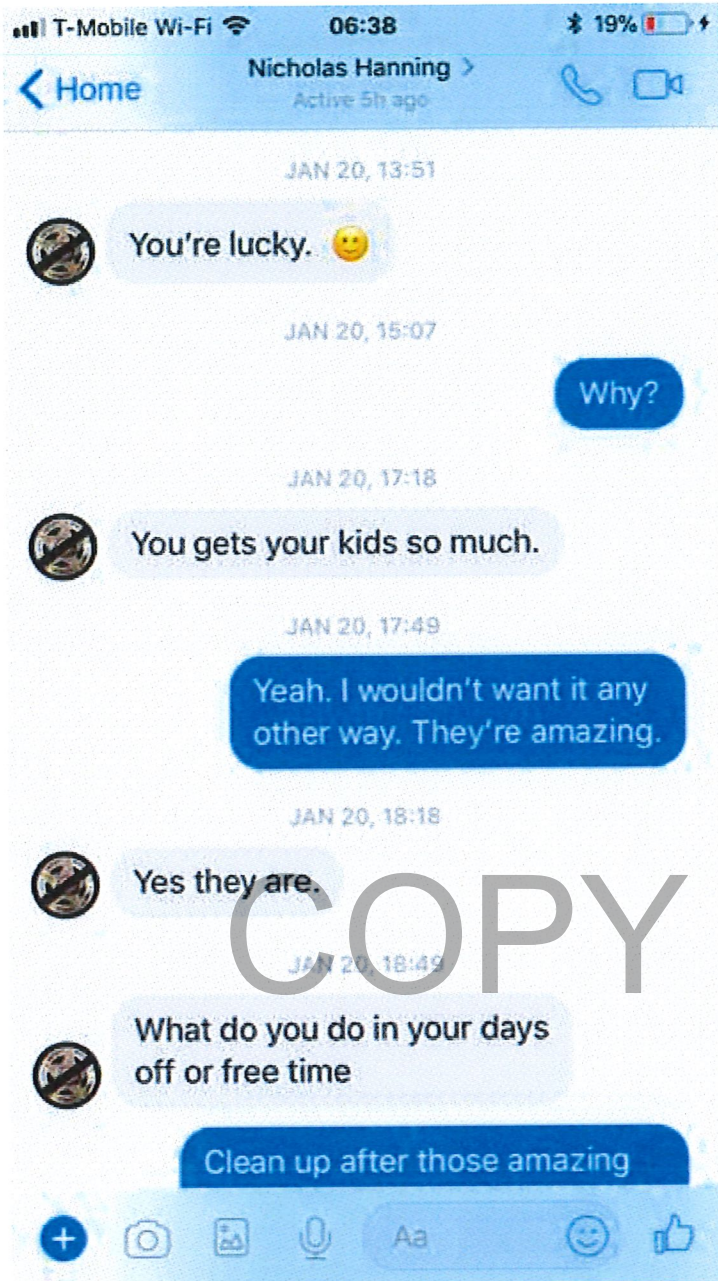 T-Mobile Wi-Fi 06:38 19%
Home
Nicholas Hanning >
Active 5h ago
JAN 20, 13:51
You're lucky. 🙂
JAN 20, 15:07
Why?
JAN 20, 17:18
You gets your kids so much.
JAN 20, 17:49
Yeah. I wouldn't want it any
other way. They're amazing.
JAN 20, 18:18
Yes they are.
COPY
JAN 20, 18:49
What do you do in your days
off or free time
Clean up after those amazing
Aa